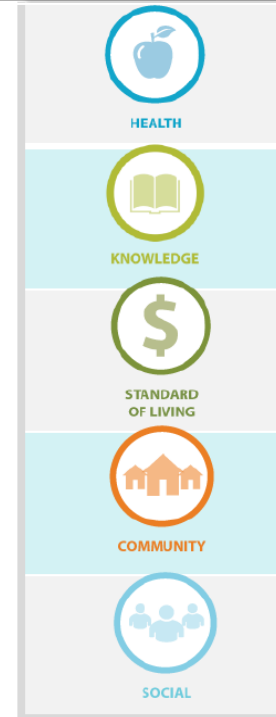 HEALTH
KNOWLEDGE
$
STANDARD
OF LIVING
COMMUNITY
SOCIAL